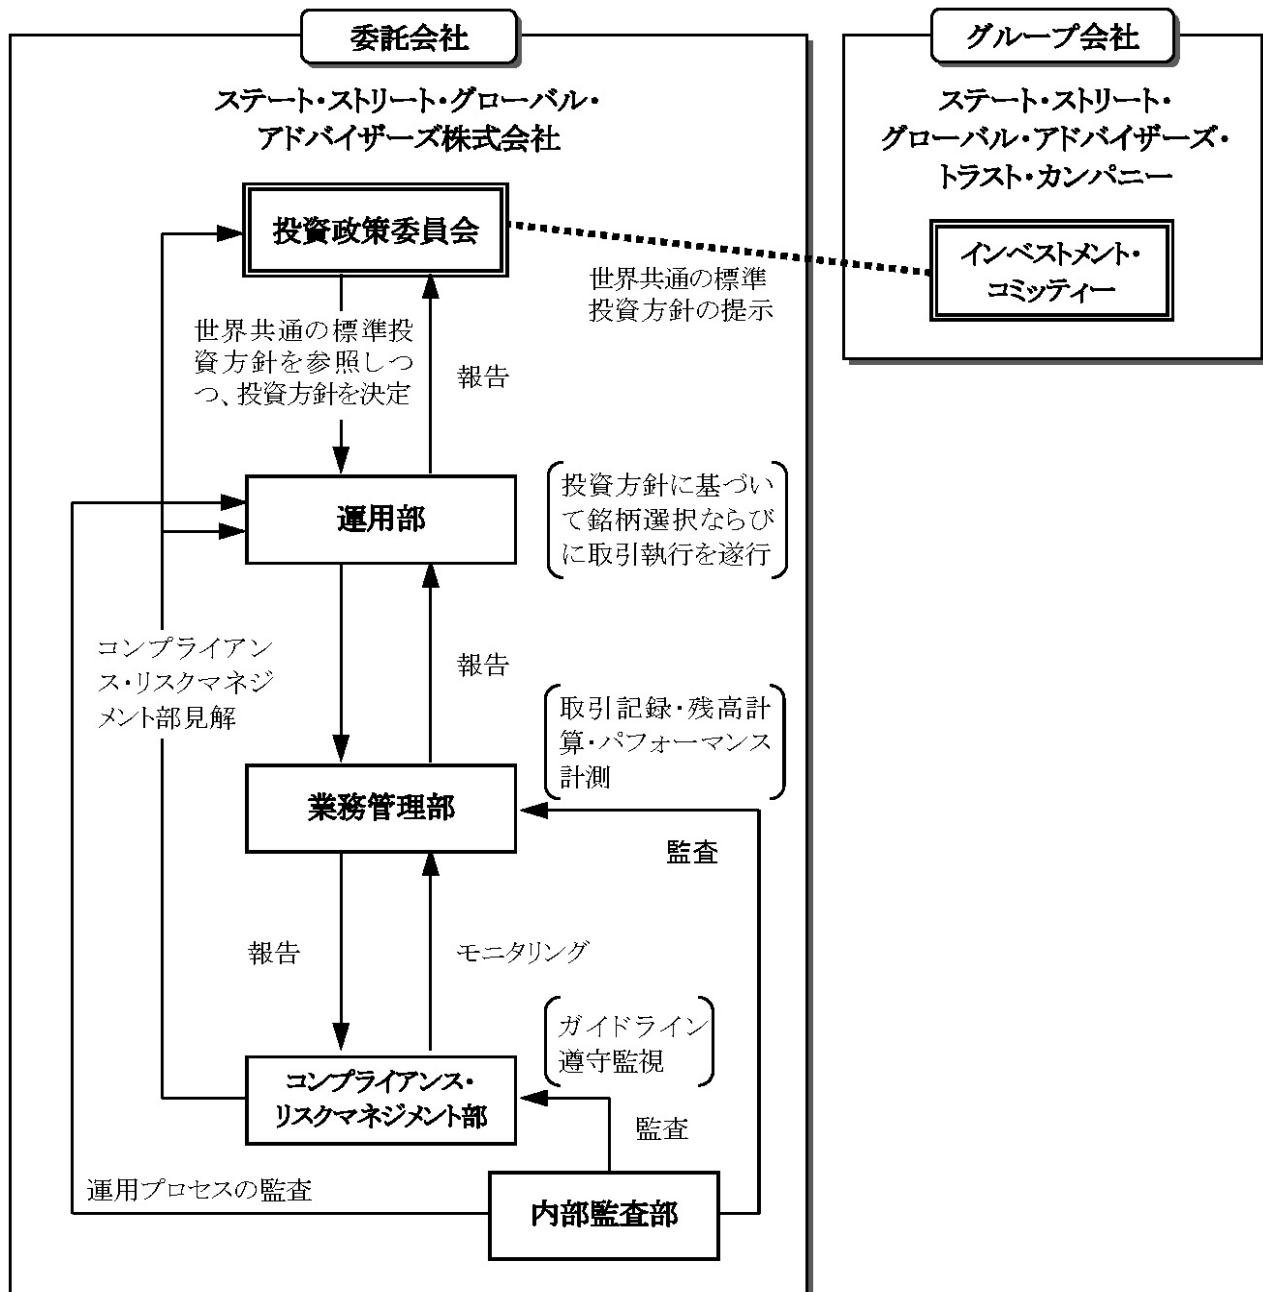 委託会社
ステート・ストリート・グローバル・
アドバイザーズ株式会社
投資政策委員会
世界共通の標準投
資方針を参照しつ
つ、投資方針を決定
報告
世界共通の標準
投資方針の提示
グループ会社
ステート・ストリート・
グローバル・アドバイザーズ・
トラスト・カンパニー
インベストメント・
コミッティー
運用部
投資方針に基づい
て銘柄選択ならび
に取引執行を遂行
コンプライアン
ス・リスクマネジ
メント部見解
報告
取引記録・残高計
算・パフォーマンス
計測
業務管理部
監査
報告
モニタリング
ガイドライン
遵守監視
コンプライアンス・
リスクマネジメント部
監査
運用プロセスの監査
内部監査部